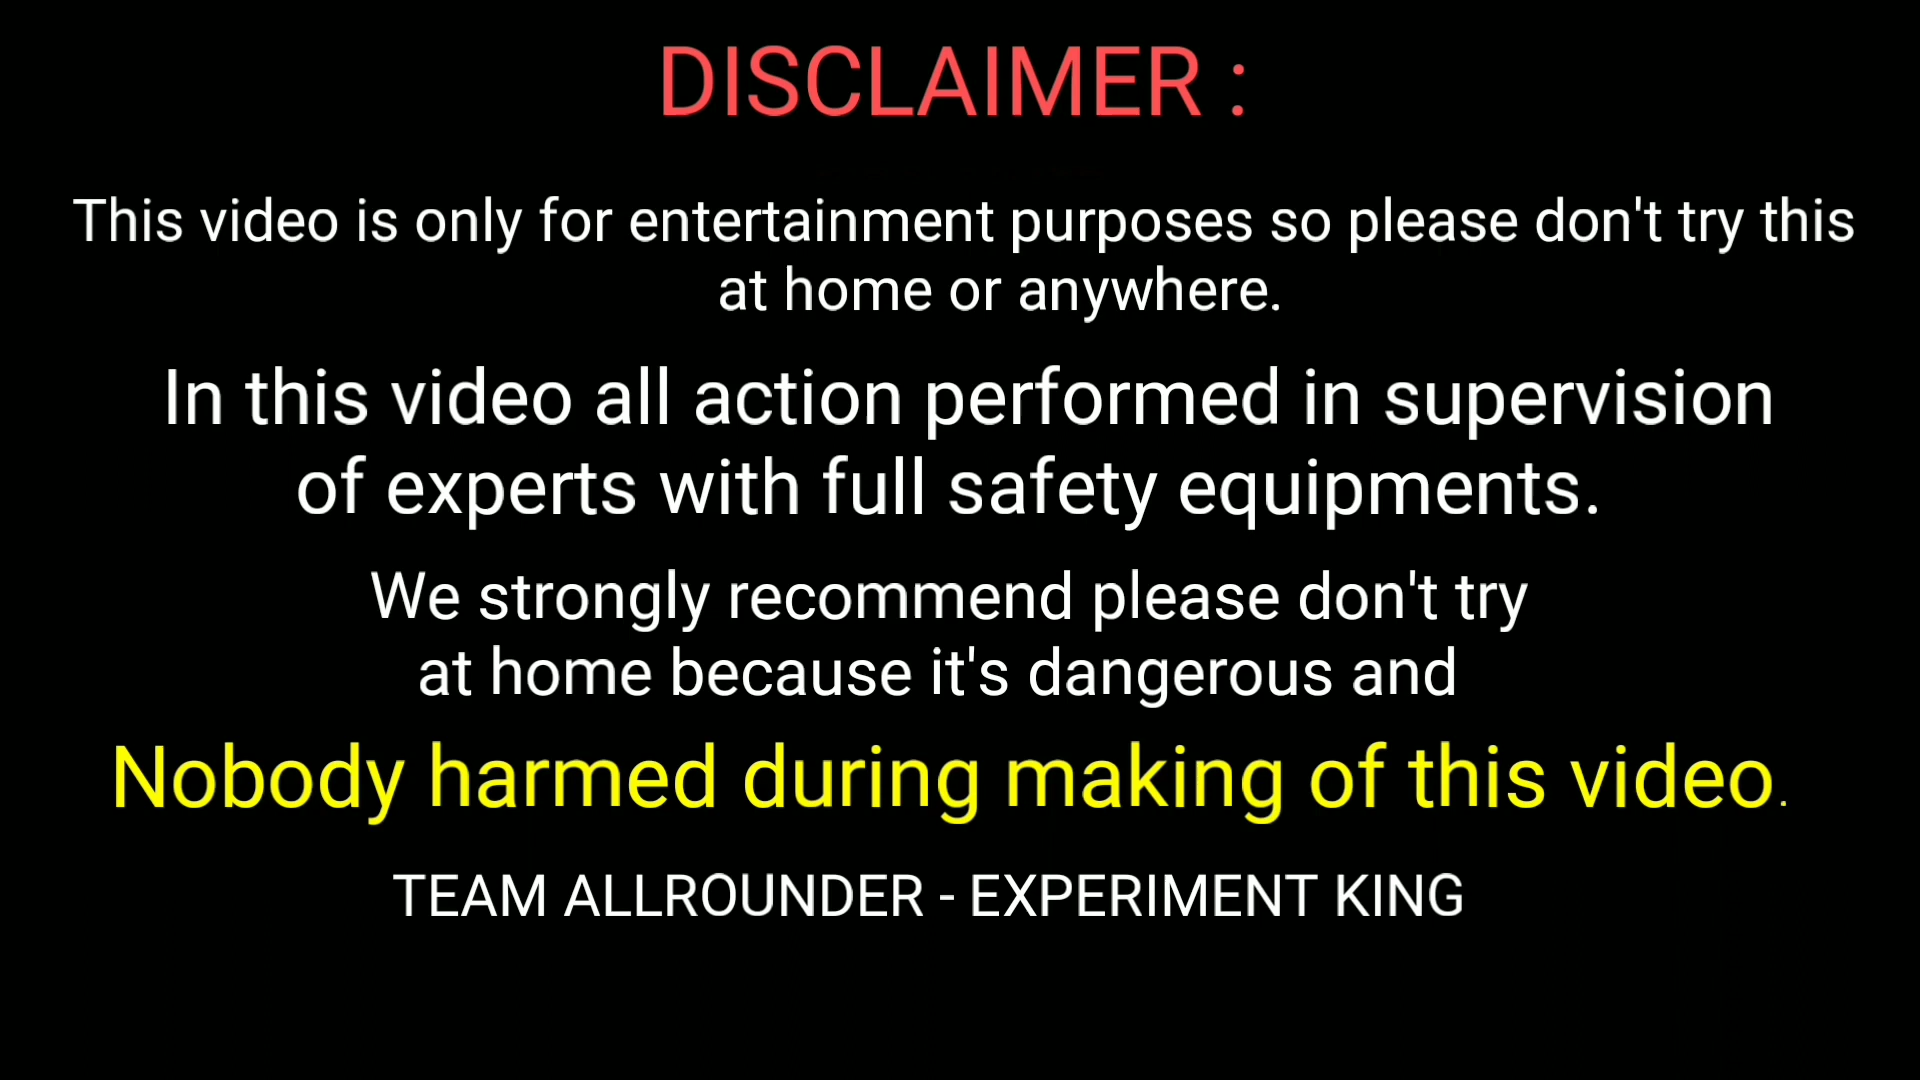 DISCLAIMER :
This video is only for entertainment purposes so please don't try this
at home or anywhere.
In this video all action performed in supervision
of experts with full safety equipments.
We strongly recommend please don't try
at home because it's dangerous and
Nobody harmed during making of this video.
TEAM ALLROUNDER - EXPERIMENT KING